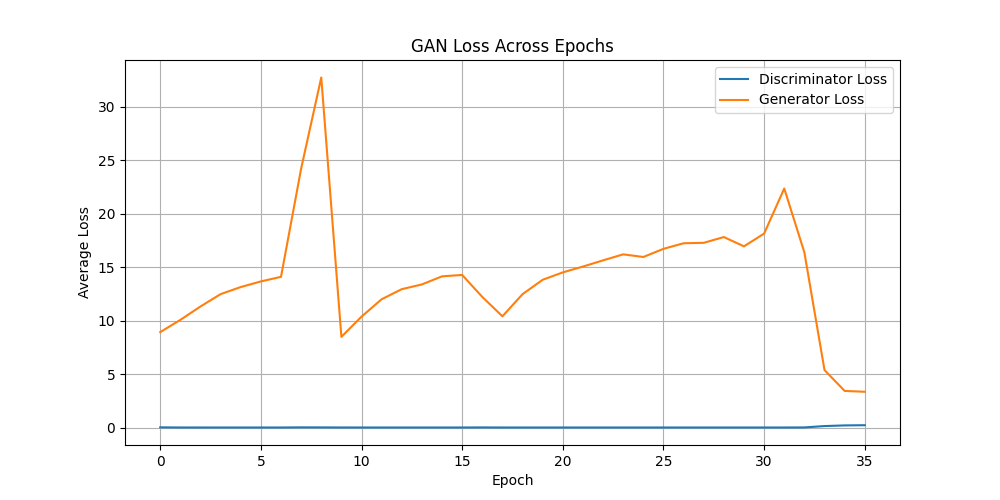 GAN Loss Across Epochs
Discriminator Loss
Generator Loss
Average Loss
30
25
20
15
10
5
0
0 5 10 15 20 25 30 35
Epoch